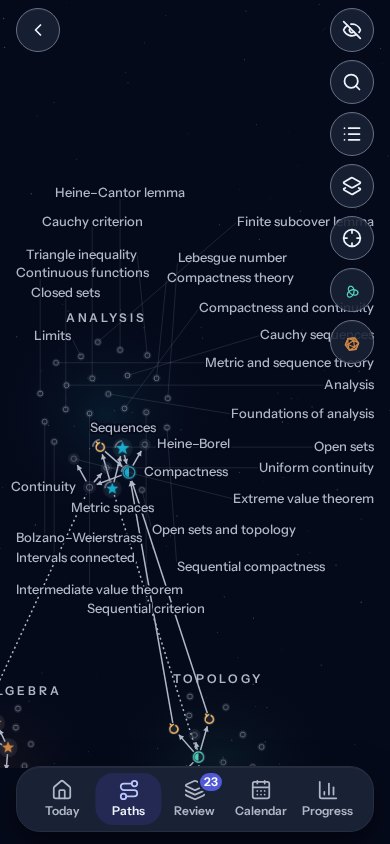 Heine–Cantor lemma
Cauchy criterion
Finite subcover lemma
Triangle inequality
Lebesgue number
Continuous functions
Compactness theory
Closed sets
Compactness and continuity
ANALYSIS
Limits
Cauchy sequences
Metric and sequence theory
Analysis
Foundations of analysis
Sequences
Heine–Borel
Open sets
Compactness
Uniform continuity
Continuity
Extreme value theorem
Metric spaces
Open sets and topology
Bolzano–Weierstrass
Intervals connected
Sequential compactness
Intermediate value theorem
Sequential criterion
TOPOLOGY
LGEBRA
23
Today
Paths
Review
Calendar
Progress